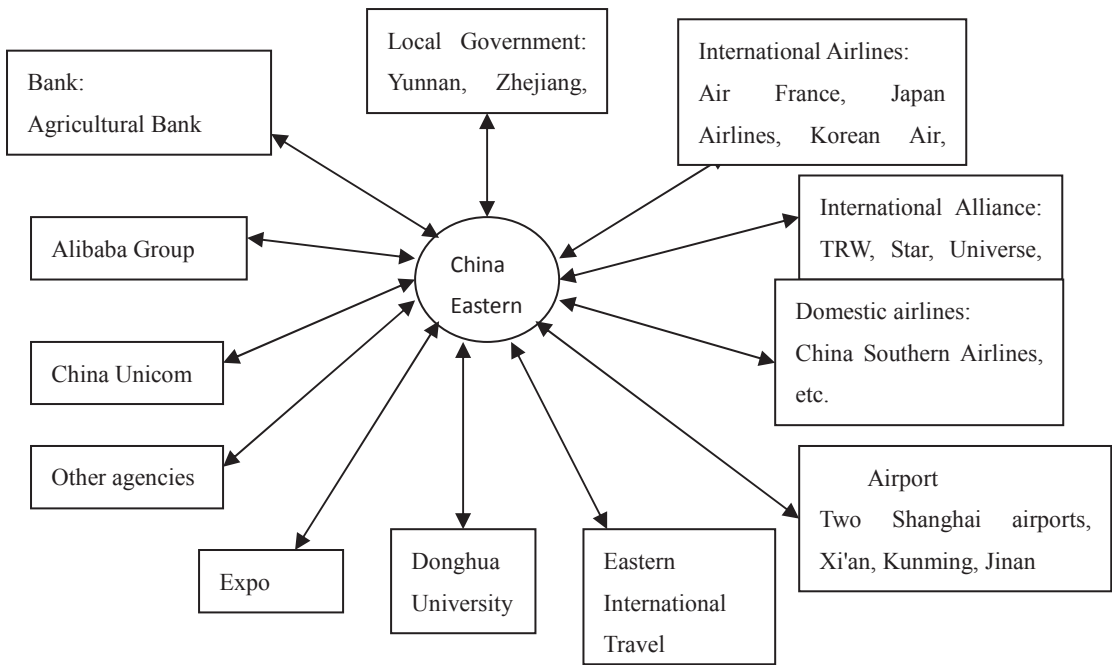 Local Government:
Yunnan, Zhejiang,
International Airlines:
Air France, Japan
Airlines, Korean Air,
Bank:
Agricultural Bank
International Alliance:
TRW, Star, Universe,
Alibaba Group
China
Eastern
Domestic airlines:
China Southern Airlines,
etc.
China Unicom
Other agencies
Airport
Two Shanghai airports,
Xi'an, Kunming, Jinan
Expo
Donghua
University
Eastern
International
Travel